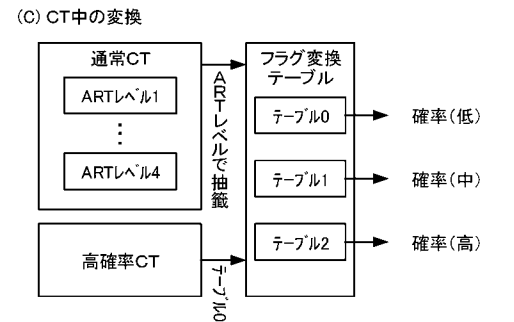 (C) CT中の変換
通常CT
ARTレベル1
⋮
ARTレベル4
高確率CT
ARTレベルで抽籤
テーブル0
フラグ変換
テーブル
テーブル0
テーブル1
テーブル2
確率(低)
確率(中)
確率(高)